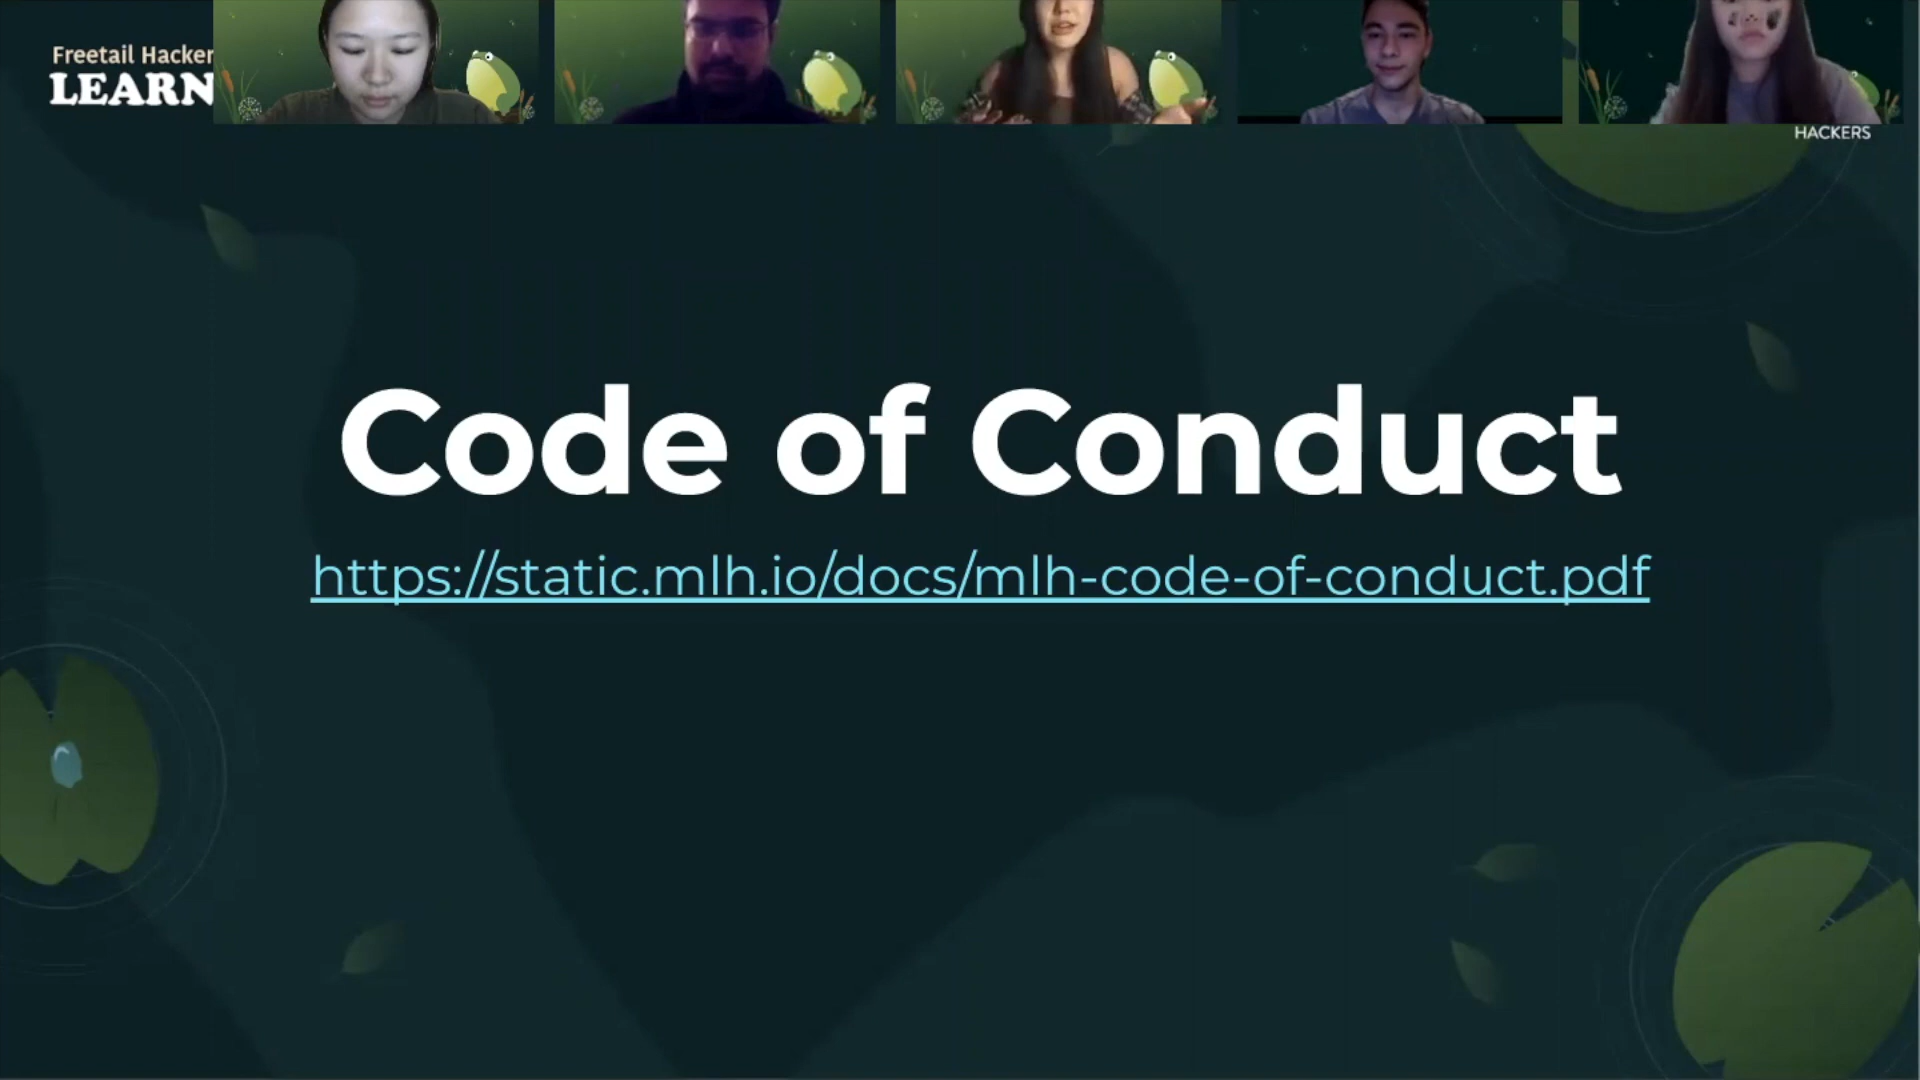 Freetail Hacker
LEARN
HACKERS
Code of Conduct
https://static.mlh.io/docs/mlh-code-of-conduct.pdf